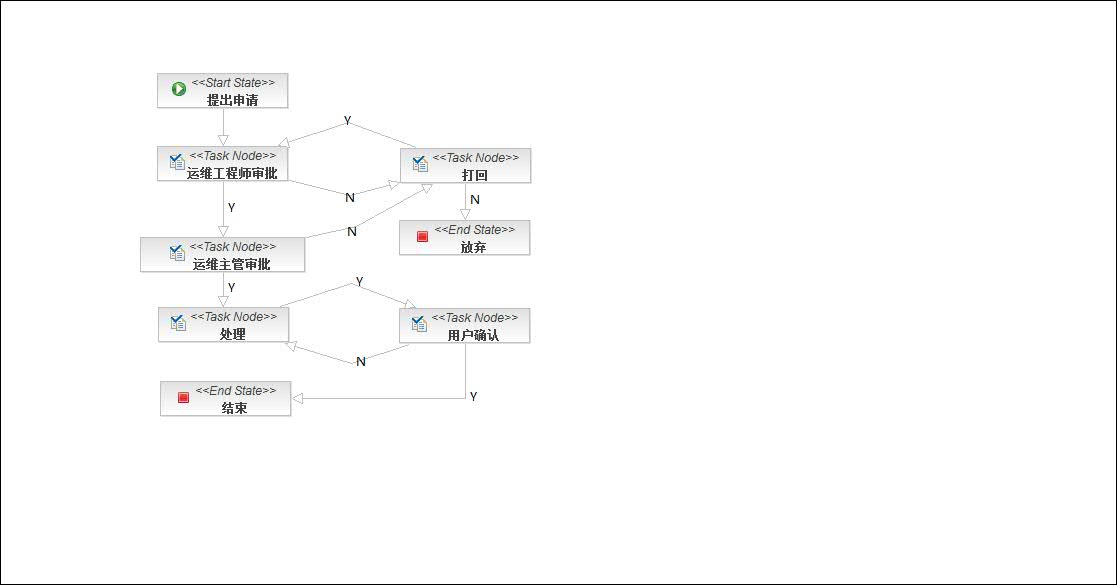 <<Start State>>
提出申请
Y
<<Task Node>>
运维工程师审批
<<Task Node>>
打回
N
Y
N
<<End State>>
放弃
N
<<Task Node>>
运维主管审批
Y
Y
<<Task Node>>
处理
<<Task Node>>
用户确认
N
<<End State>>
结束
Y